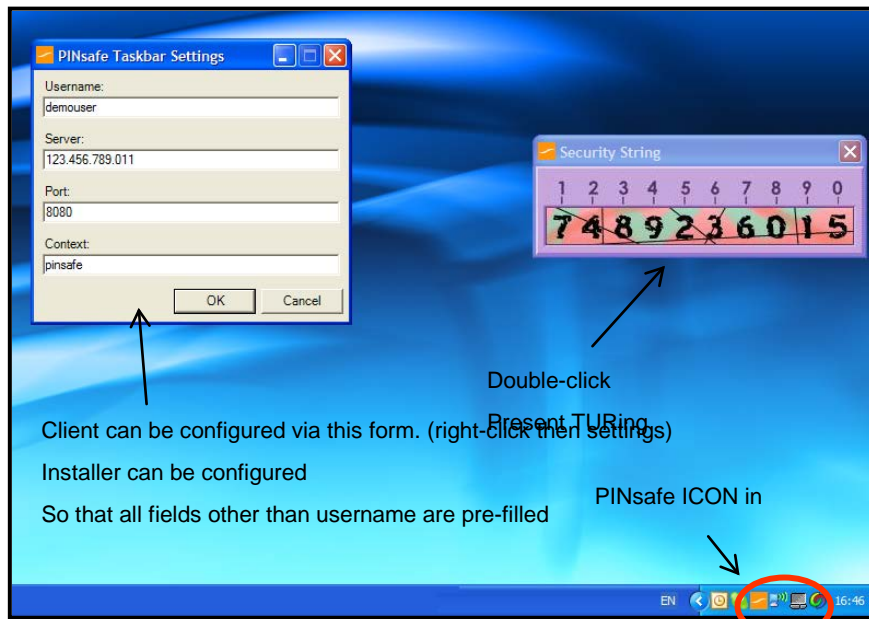 PINsafe Taskbar Settings
Username:
demouser
Server:
123.456.789.011
Port:
8080
Context:
pinsafe
OK Cancel
Security String
1 2 3 4 5 6 7 8 9 0
7 4 8 9 2 3 6 0 1 5
Double-click
Present TURing
Client can be configured via this form. (right-click then settings)
Installer can be configured
So that all fields other than username are pre-filled
PINsafe ICON in
EN 16:46